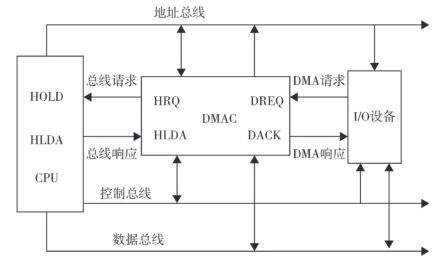 地址总线
总线请求
DMA请求
HOLD
HRQ
DREQ
I/O设备
DMAC
HLDA
HLDA
DACK
总线响应
DMA响应
CPU
控制总线
数据总线